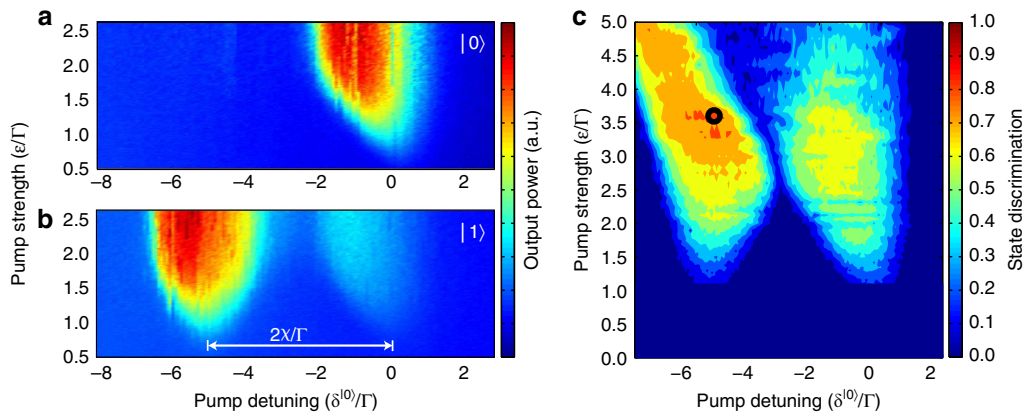 a
2.5
2.0
1.5
1.0
0.5
|0⟩
−8 −6 −4 −2 0 2
b
2.5
2.0
1.5
1.0
0.5
|1⟩
2χ/Γ
−8 −6 −4 −2 0 2
Pump detuning (δ|0⟩/Γ)
Pump strength (ε/Γ)
Output power (a.u.)
c
5.0
4.5
4.0
3.5
3.0
2.5
2.0
1.5
1.0
0.5
0.0
Pump strength (ε/Γ)
−6 −4 −2 0 2
Pump detuning (δ|0⟩/Γ)
1.0
0.9
0.8
0.7
0.6
0.5
0.4
0.3
0.2
0.1
0.0
State discrimination